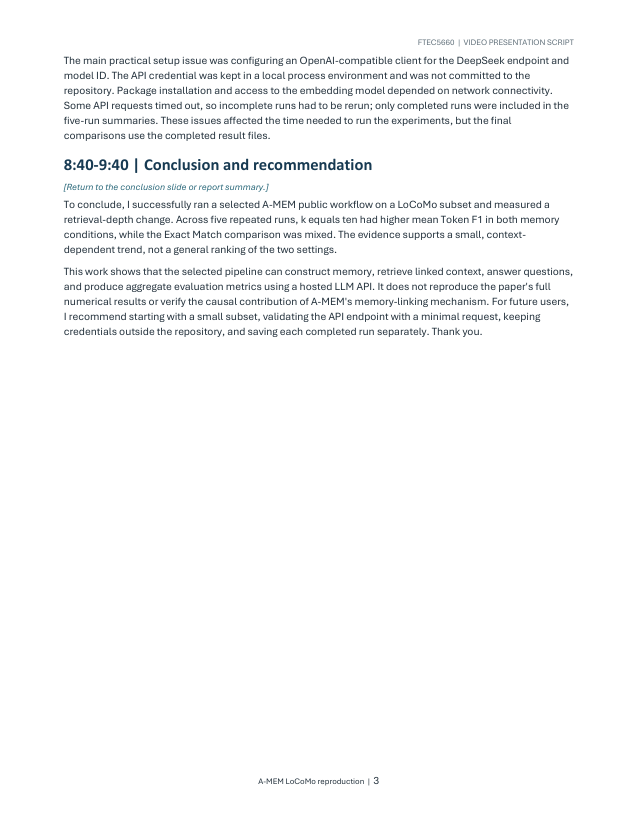 FTEC5660 | VIDEO PRESENTATION SCRIPT
The main practical setup issue was configuring an OpenAI-compatible client for the DeepSeek endpoint and
model ID. The API credential was kept in a local process environment and was not committed to the
repository. Package installation and access to the embedding model depended on network connectivity.
Some API requests timed out, so incomplete runs had to be rerun; only completed runs were included in the
five-run summaries. These issues affected the time needed to run the experiments, but the final
comparisons use the completed result files.
8:40-9:40 | Conclusion and recommendation
[Return to the conclusion slide or report summary.]
To conclude, I successfully ran a selected A-MEM public workflow on a LoCoMo subset and measured a
retrieval-depth change. Across five repeated runs, k equals ten had higher mean Token F1 in both memory
conditions, while the Exact Match comparison was mixed. The evidence supports a small, context-
dependent trend, not a general ranking of the two settings.
This work shows that the selected pipeline can construct memory, retrieve linked context, answer questions,
and produce aggregate evaluation metrics using a hosted LLM API. It does not reproduce the paper's full
numerical results or verify the causal contribution of A-MEM's memory-linking mechanism. For future users,
I recommend starting with a small subset, validating the API endpoint with a minimal request, keeping
credentials outside the repository, and saving each completed run separately. Thank you.
A-MEM LoCoMo reproduction | 3